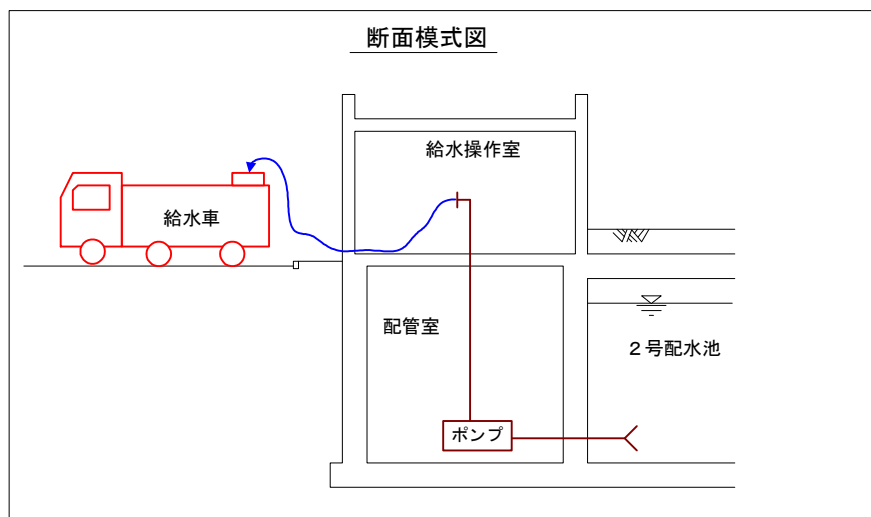 断面模式図
給水操作室
給水車
配管室
２号配水池
ポンプ